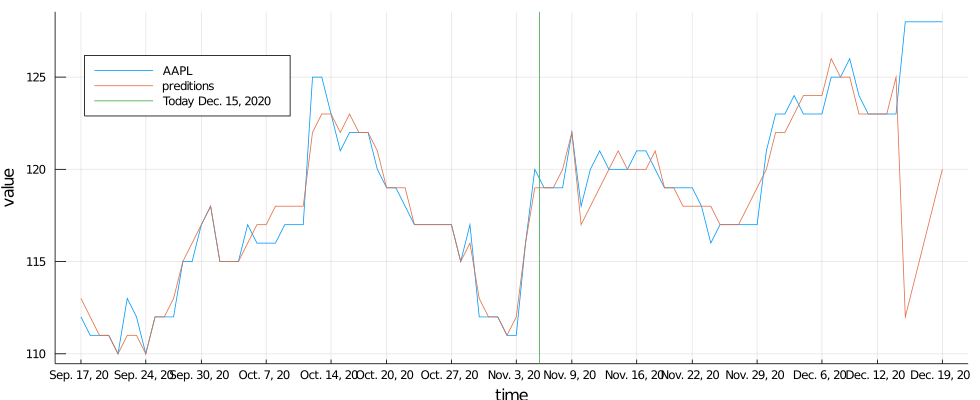 AAPL
preditions
Today Dec. 15, 2020
125
120
115
110
value
Sep. 17, 20 Sep. 24, 20 Sep. 30, 20 Oct. 7, 20 Oct. 14, 20 Oct. 20, 20 Oct. 27, 20 Nov. 3, 20 Nov. 9, 20 Nov. 16, 20 Nov. 22, 20 Nov. 29, 20 Dec. 6, 20 Dec. 12, 20 Dec. 19, 20
time